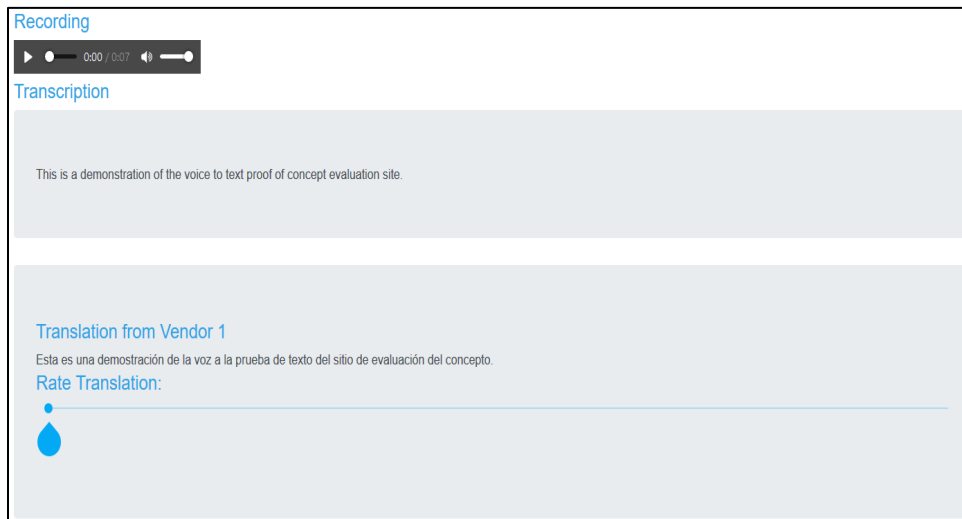 Recording
0:00 / 0:07
Transcription
This is a demonstration of the voice to text proof of concept evaluation site.
Translation from Vendor 1
Esta es una demostración de la voz a la prueba de texto del sitio de evaluación del concepto.
Rate Translation: